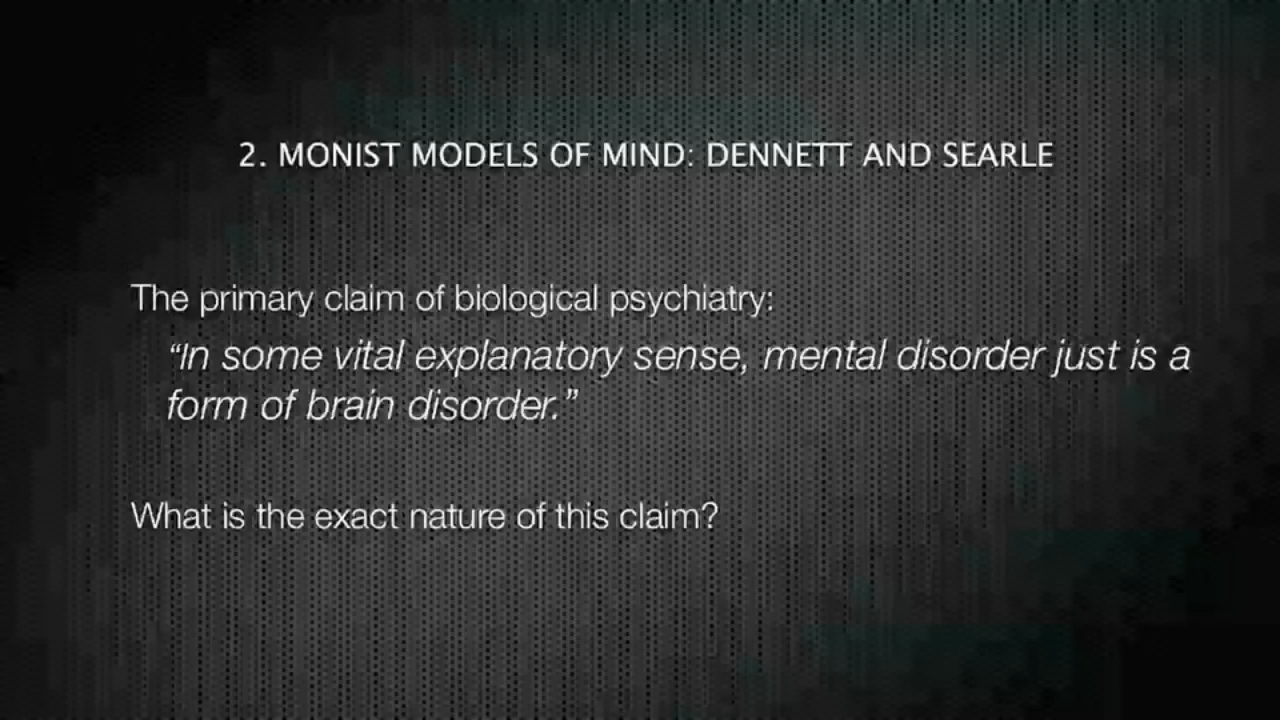 2. MONIST MODELS OF MIND: DENNETT AND SEARLE
The primary claim of biological psychiatry:
“In some vital explanatory sense, mental disorder just is a
form of brain disorder.”
What is the exact nature of this claim?